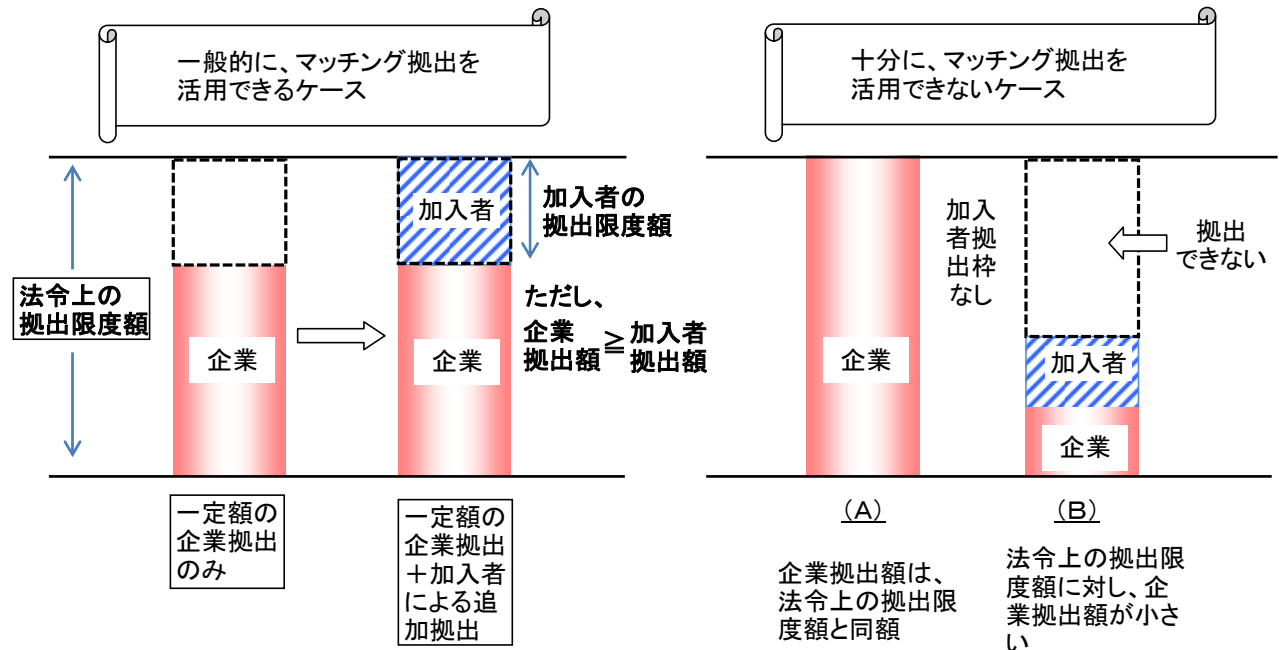 一般的に、マッチング拠出を
活用できるケース
法令上の
拠出限度額
企業
加入者
企業
加入者の
拠出限度額
ただし、
企業
拠出額
≧
加入者
拠出額
一定額の
企業拠出
のみ
一定額の
企業拠出
＋加入者
による追
加拠出
十分に、マッチング拠出を
活用できないケース
企業
加入
者拠
出枠
なし
加入者
企業
拠出
できない
(A)
企業拠出額は、
法令上の拠出限
度額と同額
(B)
法令上の拠出限
度額に対し、企
業拠出額が小さ
い